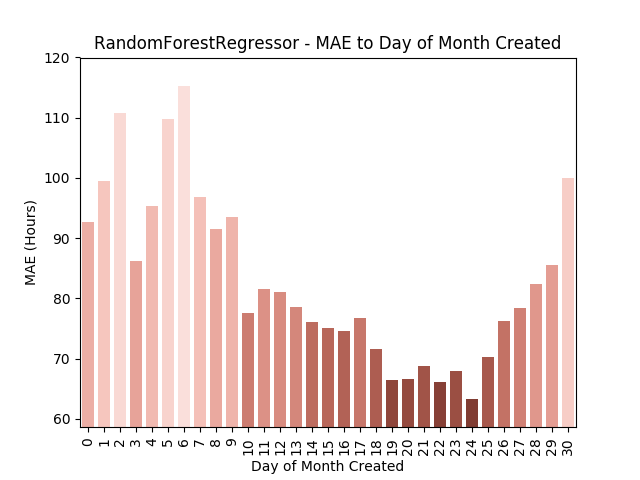 RandomForestRegressor - MAE to Day of Month Created
120
110
100
90
80
70
60
MAE (Hours)
0 1 2 3 4 5 6 7 8 9 10 11 12 13 14 15 16 17 18 19 20 21 22 23 24 25 26 27 28 29 30
Day of Month Created